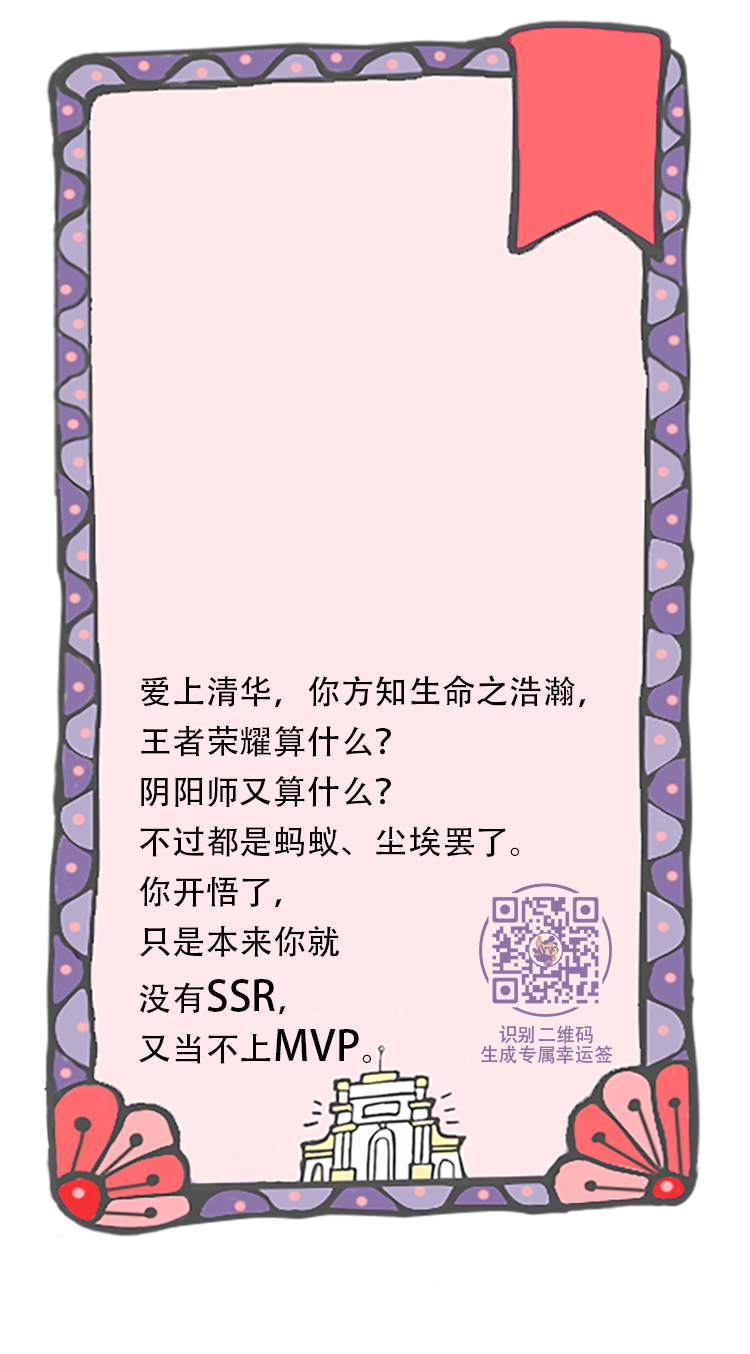 爱上清华，你方知生命之浩瀚，
王者荣耀算什么？
阴阳师又算什么？
不过都是蚂蚁、尘埃罢了。
你开悟了，
只是本来你就
没有SSR，
又当不上MVP。
识别二维码
生成专属幸运签